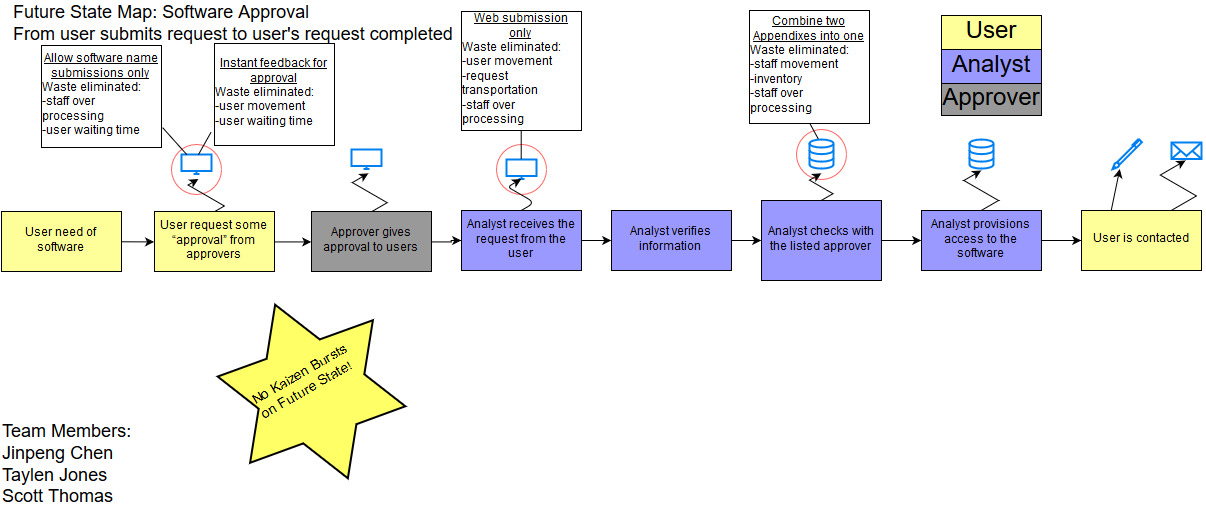 Future State Map: Software Approval
From user submits request to user's request completed
Allow software name
submissions only
Waste eliminated:
-staff over
processing
-user waiting time
Instant feedback for
approval
Waste eliminated:
-user movement
-user waiting time
Web submission
only
Waste eliminated:
-user movement
-request
transportation
-staff over
processing
Combine two
Appendixes into one
Waste eliminated:
-staff movement
-inventory
-staff over
processing
User
Analyst
Approver
User need of
software
User request some
“approval” from
approvers
Approver gives
approval to users
Analyst receives the
request from the
user
Analyst verifies
information
Analyst checks with
the listed approver
Analyst provisions
access to the
software
User is contacted
No Kaizen Bursts
on Future State!
Team Members:
Jinpeng Chen
Taylen Jones
Scott Thomas